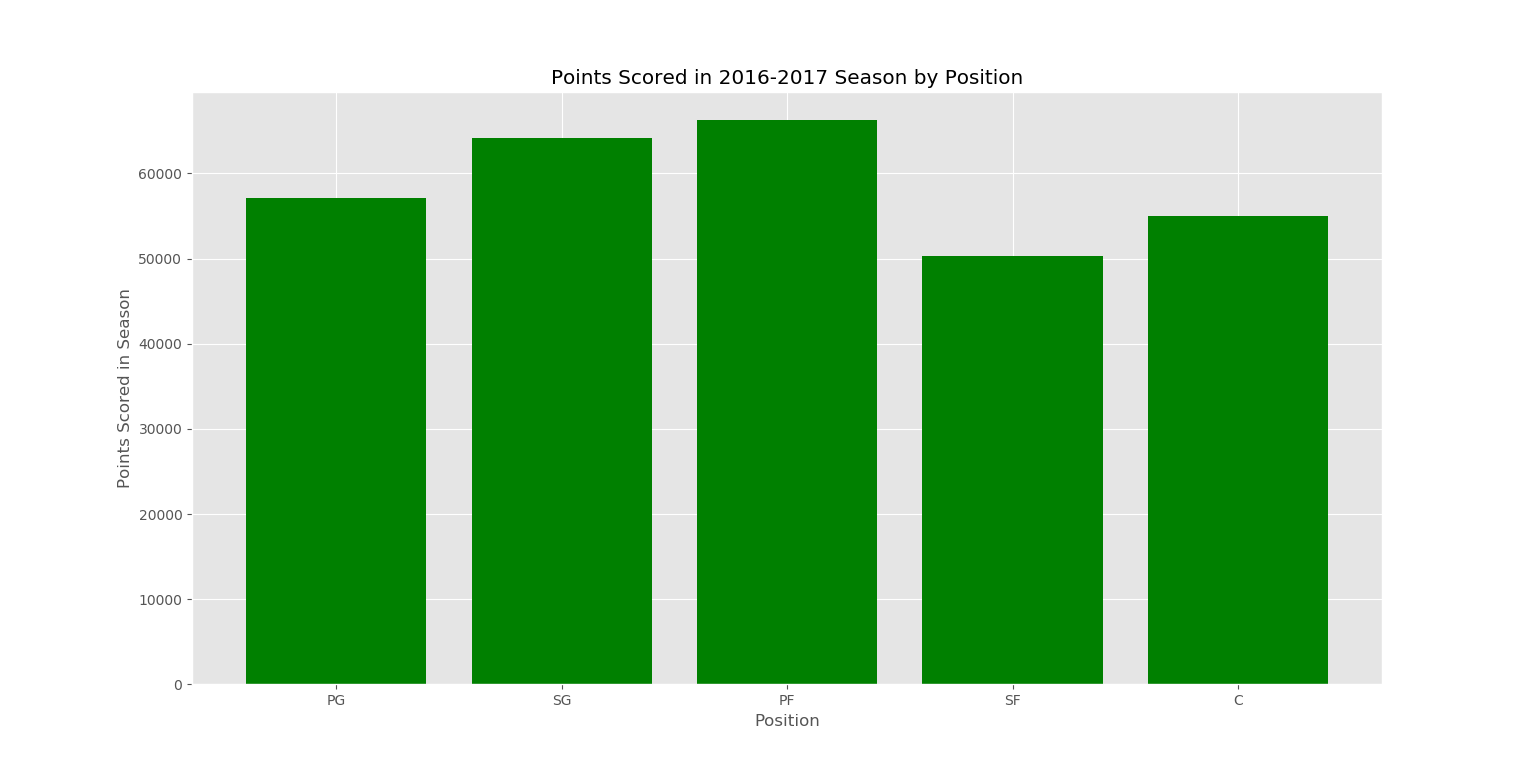 Points Scored in 2016-2017 Season by Position
Points Scored in Season
60000
50000
40000
30000
20000
10000
0
PG SG PF SF C
Position